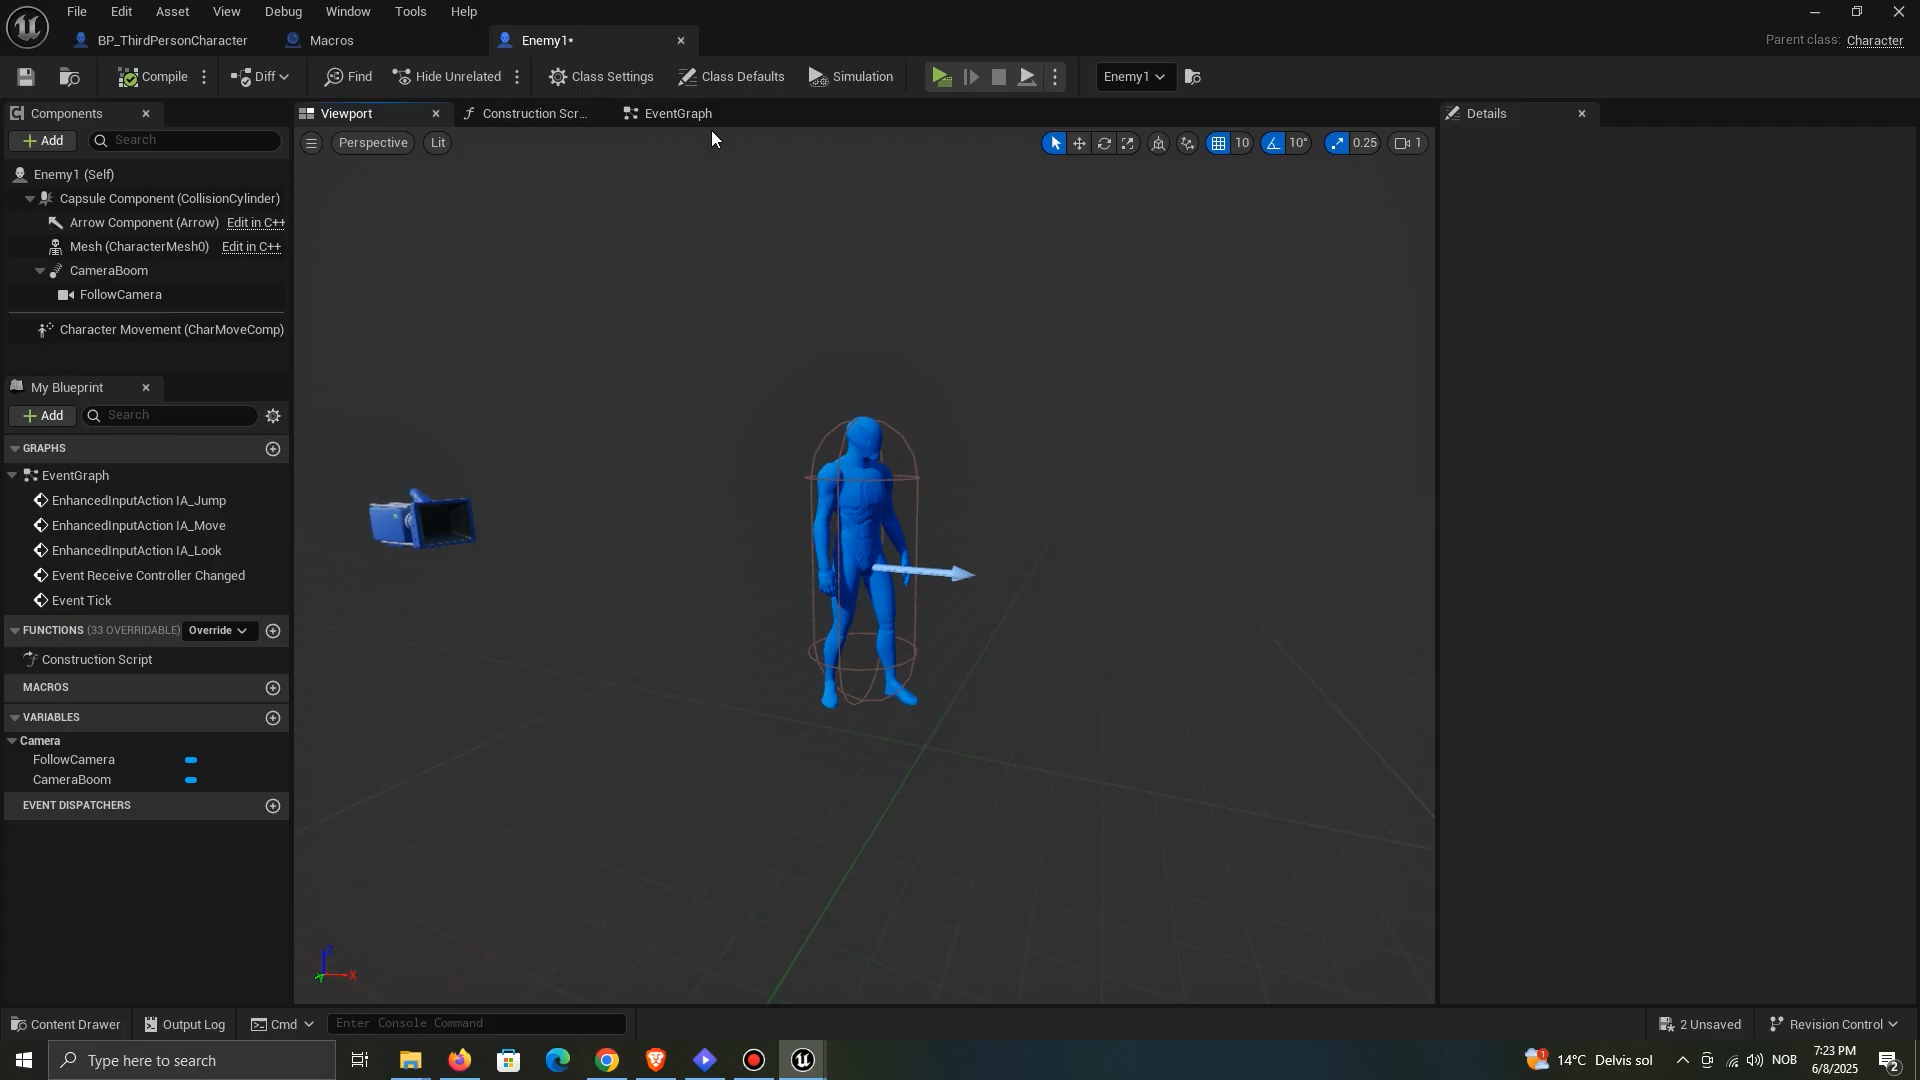 File Edit Asset View Debug Window Tools Help
BP_ThirdPersonCharacter Macros Enemy1*
Parent class: Character
Compile Diff Find Hide Unrelated Class Settings Class Defaults Simulation Enemy1
Components Viewport Construction Scr... EventGraph Details
Add Search
Perspective Lit 10 10° 0.25 1
Enemy1 (Self)
Capsule Component (CollisionCylinder)
Arrow Component (Arrow) Edit in C++
Mesh (CharacterMesh0) Edit in C++
CameraBoom
FollowCamera
Character Movement (CharMoveComp)
My Blueprint
Add Search
GRAPHS
EventGraph
EnhancedInputAction IA_Jump
EnhancedInputAction IA_Move
EnhancedInputAction IA_Look
Event Receive Controller Changed
Event Tick
FUNCTIONS (33 OVERRIDABLE) Override
Construction Script
MACROS
VARIABLES
Camera
FollowCamera
CameraBoom
EVENT DISPATCHERS
Z
X
Y
Content Drawer Output Log Cmd Enter Console Command 2 Unsaved Revision Control
Type here to search 1 14°C Delvis sol NOB 7:23 PM
6/8/2025
2